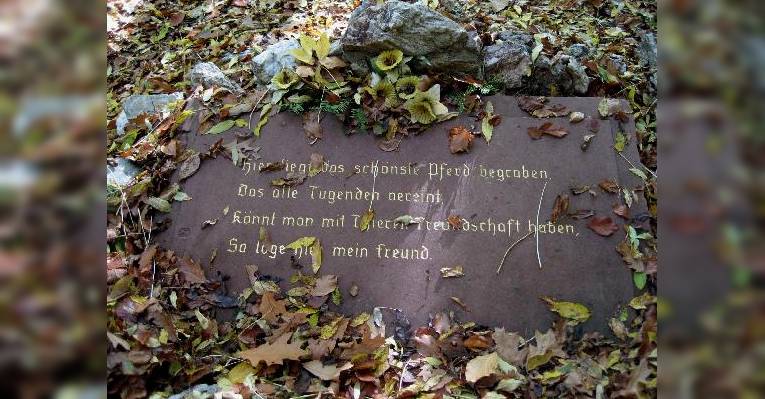 Hier liegt das schönste Pferd begraben,
Das alle Tugenden vereint,
Könnt man mit Tieren Freundschaft haben,
So läge hier mein Freund.